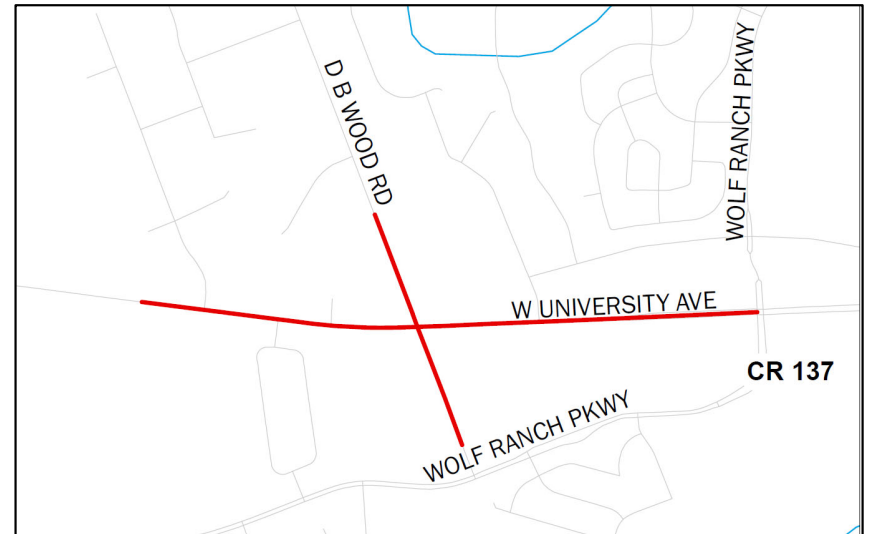 D B WOOD RD
WOLF RANCH PKWY
W UNIVERSITY AVE
CR 137
WOLF RANCH PKWY